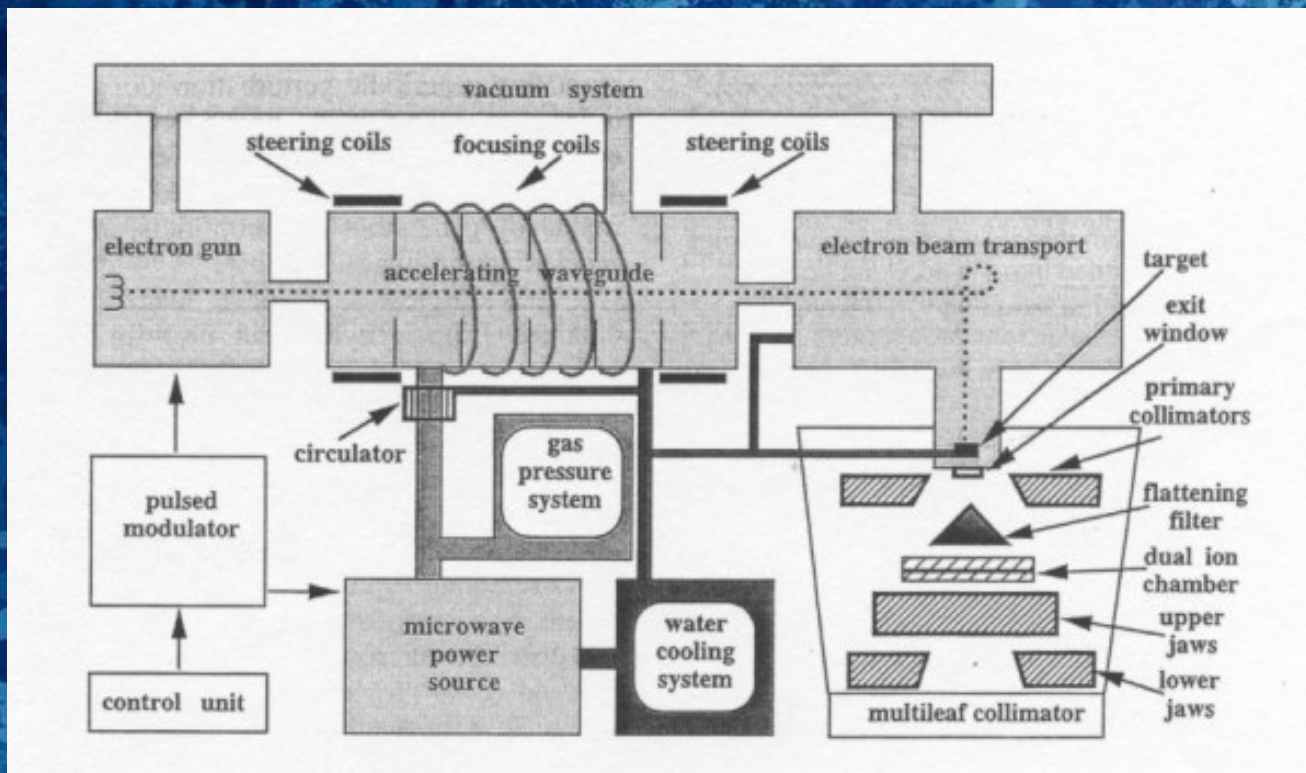 vacuum system
steering coils
focusing coils
steering coils
electron gun
accelerating waveguide
electron beam transport
target
exit
window
primary
collimators
circulator
gas
pressure
system
flattening
filter
pulsed
modulator
dual ion
chamber
microwave
power
source
water
cooling
system
upper
jaws
lower
jaws
control unit
multileaf collimator